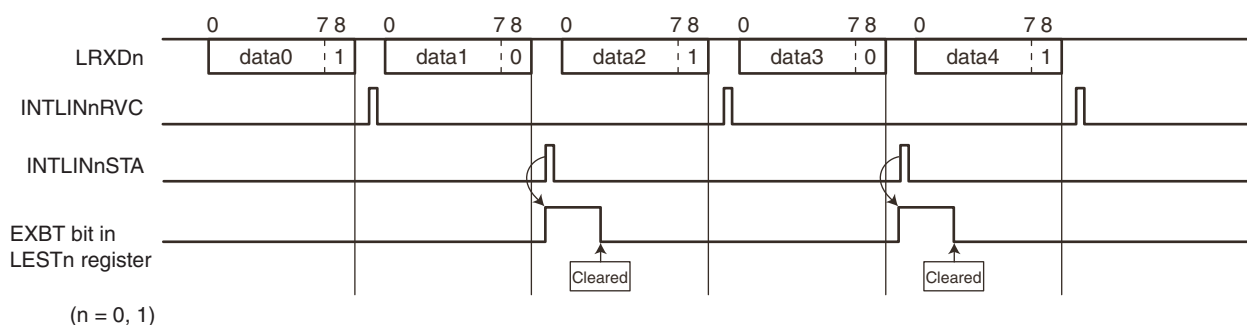 0 7 8 0 7 8 0 7 8 0 7 8 0 7 8
LRXDn data0 1 data1 0 data2 1 data3 0 data4 1
INTLINnRVC
INTLINnSTA
EXBT bit in
LESTn register
Cleared Cleared
(n = 0, 1)